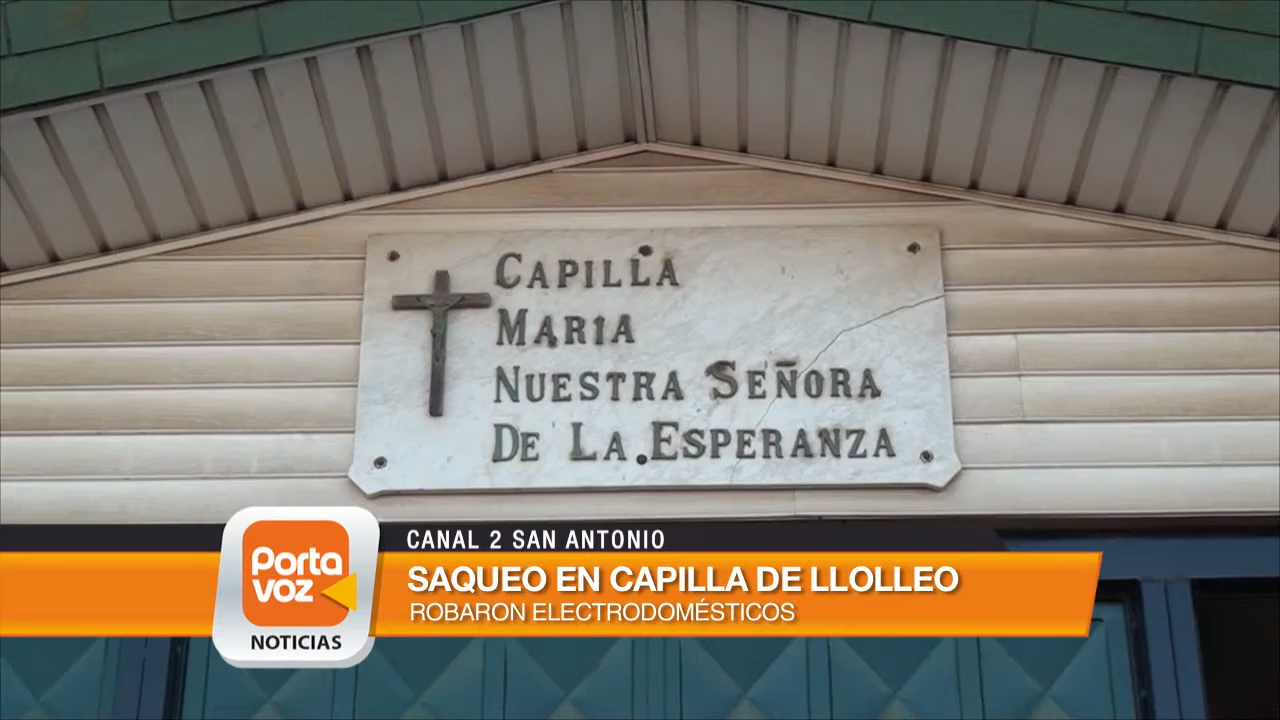 CAPILLA
MARIA
NUESTRA SEÑORA
DE LA ESPERANZA
CANAL 2 SAN ANTONIO
Porta
voz
NOTICIAS
SAQUEO EN CAPILLA DE LLOLLEO
ROBARON ELECTRODOMÉSTICOS